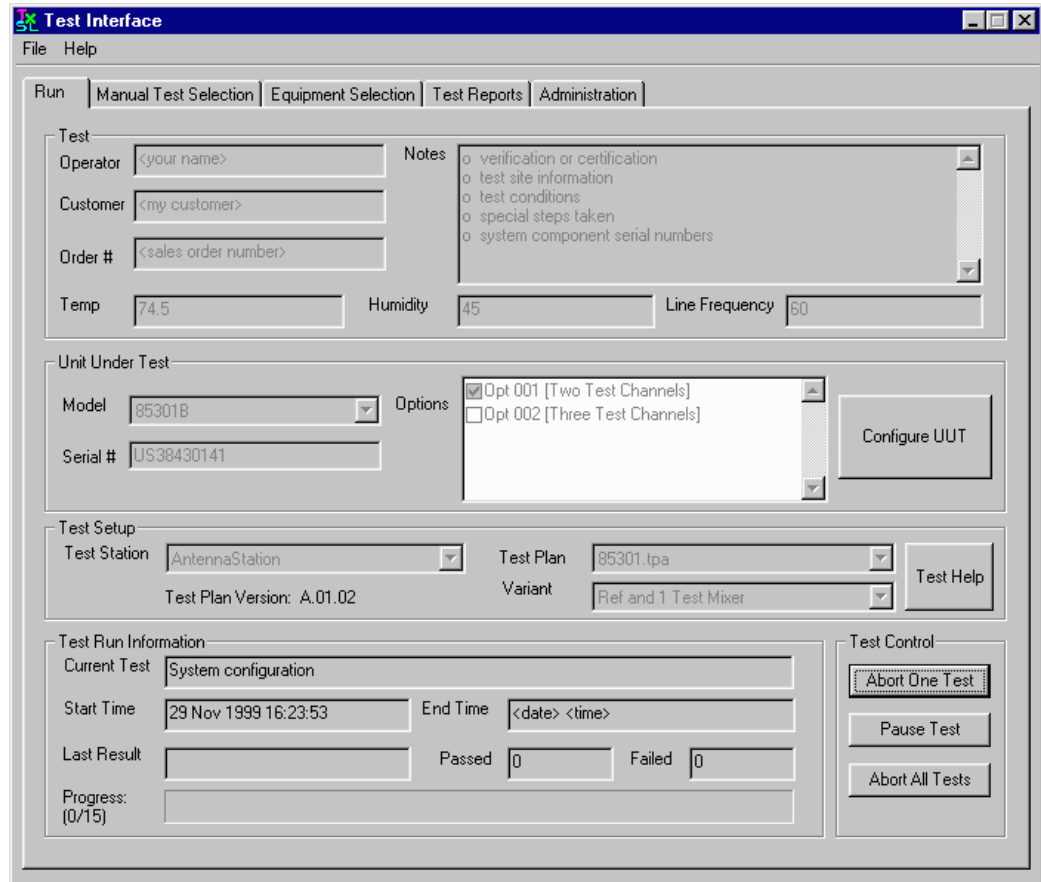 Test Interface
File Help
Run Manual Test Selection Equipment Selection Test Reports Administration
Test
Operator <your name>
Customer <my customer>
Order # <sales order number>
Notes
o verification or certification
o test site information
o test conditions
o special steps taken
o system component serial numbers
Temp 74.5 Humidity 45 Line Frequency 60
Unit Under Test
Model 85301B
Serial # US38430141
Options
Opt 001 [Two Test Channels]
Opt 002 [Three Test Channels]
Configure UUT
Test Setup
Test Station AntennaStation
Test Plan Version: A.01.02
Test Plan 85301.tpa
Variant Ref and 1 Test Mixer
Test Help
Test Run Information
Current Test System configuration
Start Time 29 Nov 1999 16:23:53 End Time <date> <time>
Last Result Passed 0 Failed 0
Progress:
(0/15)
Test Control
Abort One Test
Pause Test
Abort All Tests